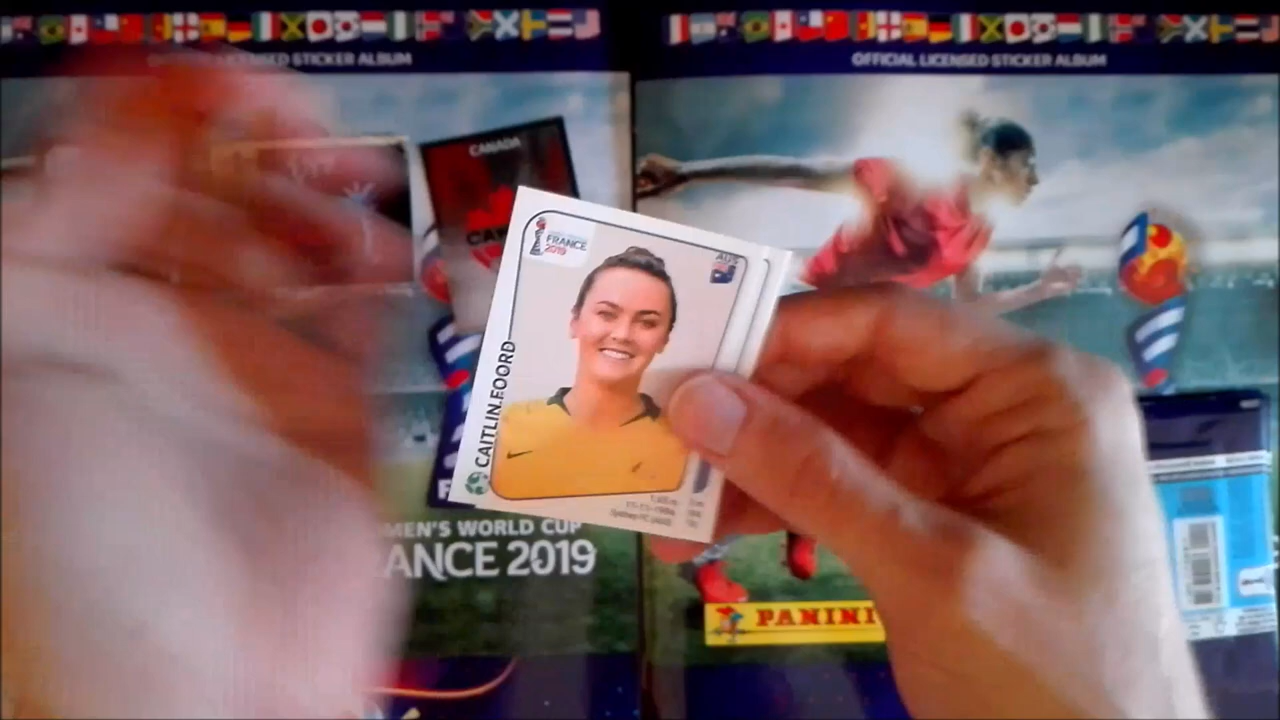 OFFICIAL LICENSED STICKER ALBUM
OFFICIAL LICENSED STICKER ALBUM
CANADA
FRANCE
2019
AUS
CAITLIN FOORD
MEN'S WORLD CUP
ANCE 2019
PANINI